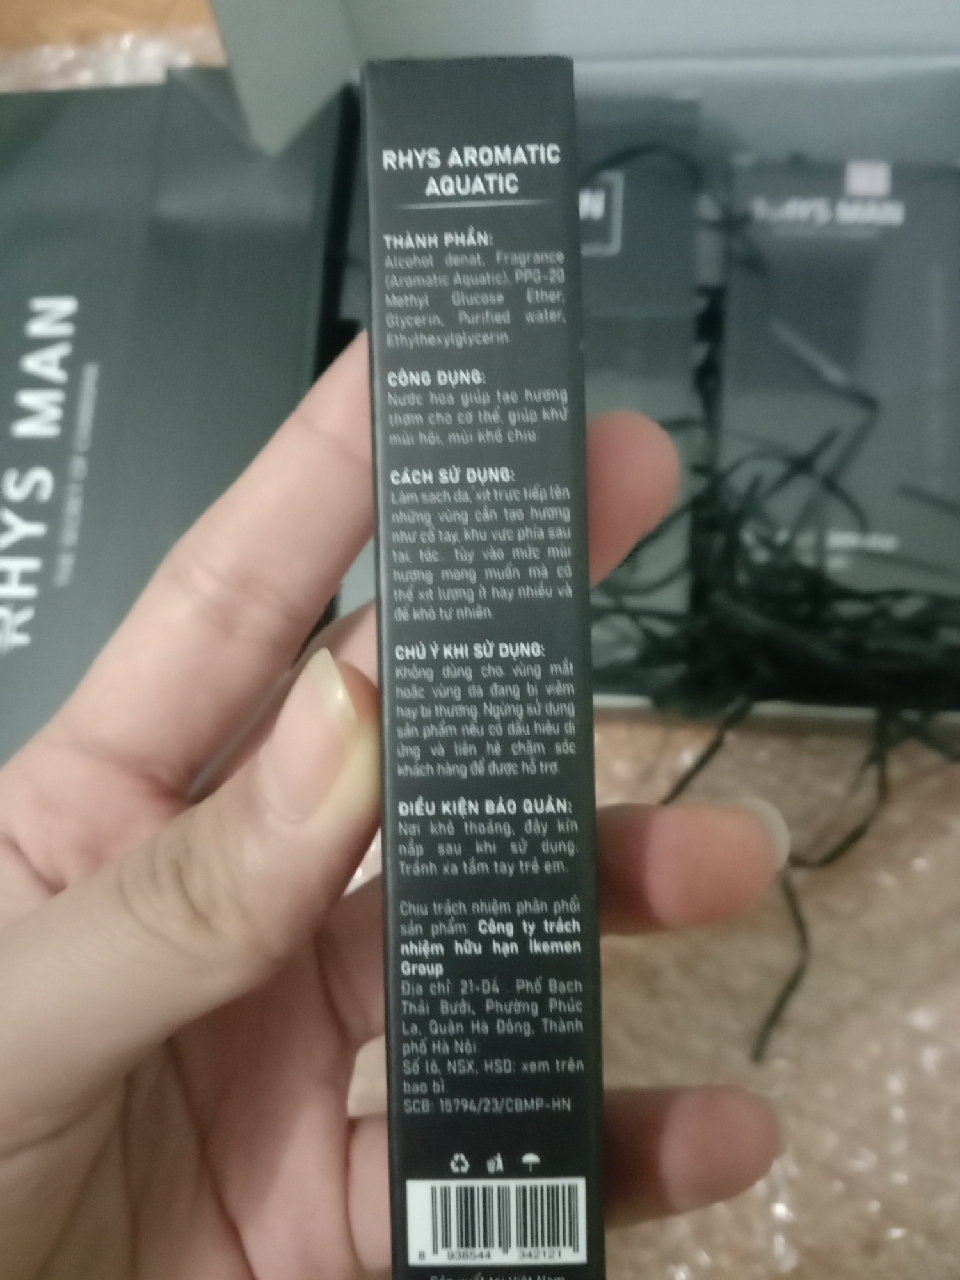 RHYS AROMATIC
AQUATIC
THÀNH PHẦN:
Alcohol denat, Fragrance
(Aromatic Aquatic), PPG-20
Methyl Glucose Ether,
Glycerin, Purified water,
Ethylhexylglycerin
CÔNG DỤNG:
Nước hoa giúp tạo hương
thơm cho cơ thể, giúp khử
mùi hôi, mùi khó chịu
CÁCH SỬ DỤNG:
Làm sạch da, xịt trực tiếp lên
những vùng cần tạo hương
như cổ tay, khu vực phía sau
tai, tóc... tùy vào mức mùi
hương mong muốn mà có
thể xịt lượng ít hay nhiều và
để khô tự nhiên.
CHÚ Ý KHI SỬ DỤNG:
Không dùng cho vùng mắt
hoặc vùng da đang bị viêm
hay bị thương. Ngừng sử dụng
sản phẩm nếu có dấu hiệu dị
ứng và liên hệ chăm sóc
khách hàng để được hỗ trợ.
ĐIỀU KIỆN BẢO QUẢN:
Nơi khô thoáng, đậy kín
nắp sau khi sử dụng.
Tránh xa tầm tay trẻ em.
Chịu trách nhiệm phân phối
sản phẩm: Công ty trách
nhiệm hữu hạn Ikemen
Group
Địa chỉ: 21-D4 . Phố Bạch
Thái Bưởi, Phường Phúc
La, Quận Hà Đông, Thành
phố Hà Nội.
Số lô, NSX, HSD: xem trên
bao bì
SCB: 15794/23/CBMP-HN
8 938544 342121
Sản xuất tại Việt Nam
RHYS MAN
THE SECRET OF CHARMING
RHYS MAN